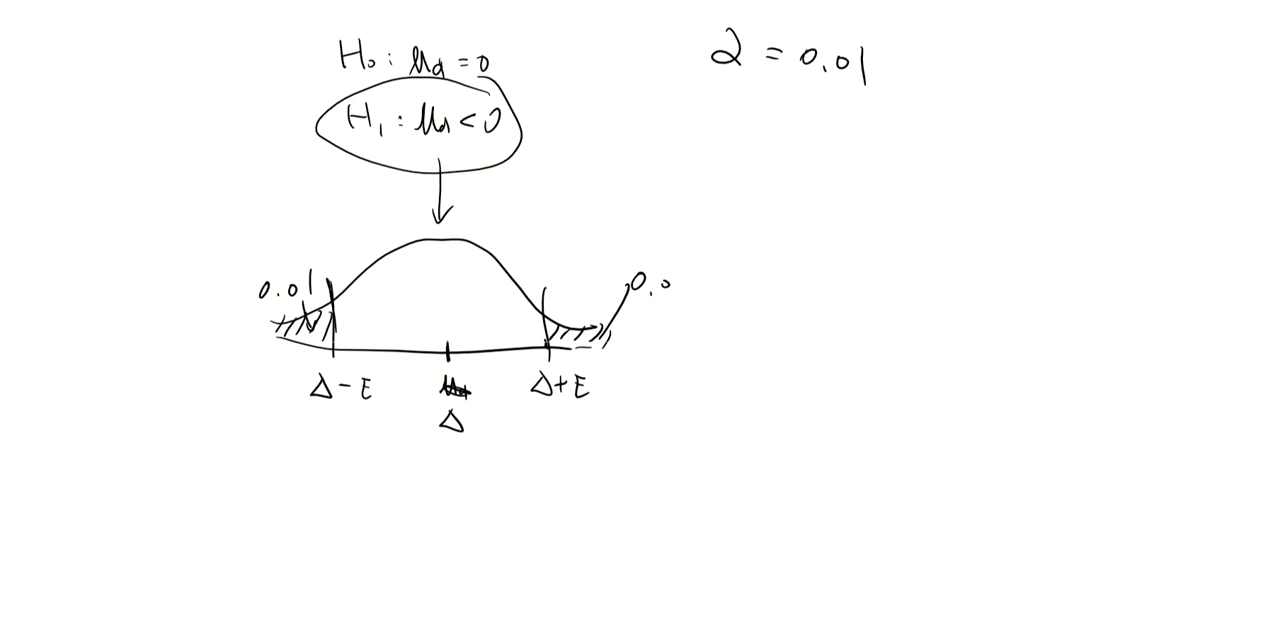 H₀ : μd = 0
α = 0.01
H₁ : μd < 0
0.01
0.0
Δ - E
Δ + E
Δ